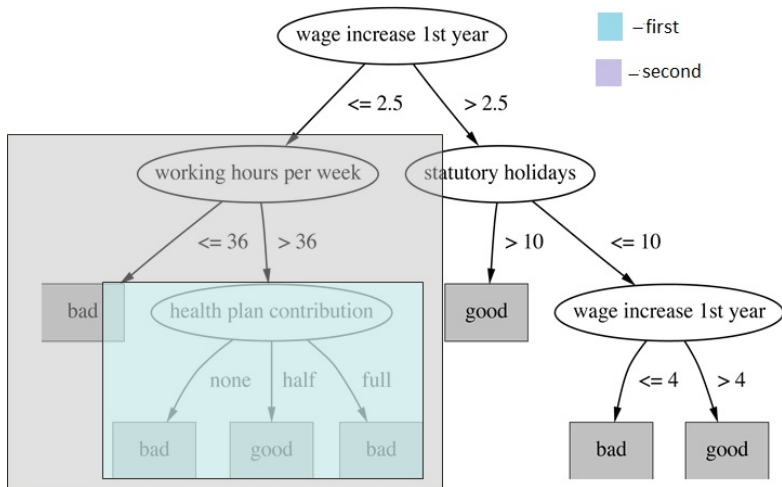 wage increase 1st year
– first
– second
<= 2.5
> 2.5
working hours per week
statutory holidays
<= 36
> 36
> 10
<= 10
bad
health plan contribution
good
wage increase 1st year
none
half
full
<= 4
> 4
bad
good
bad
bad
good